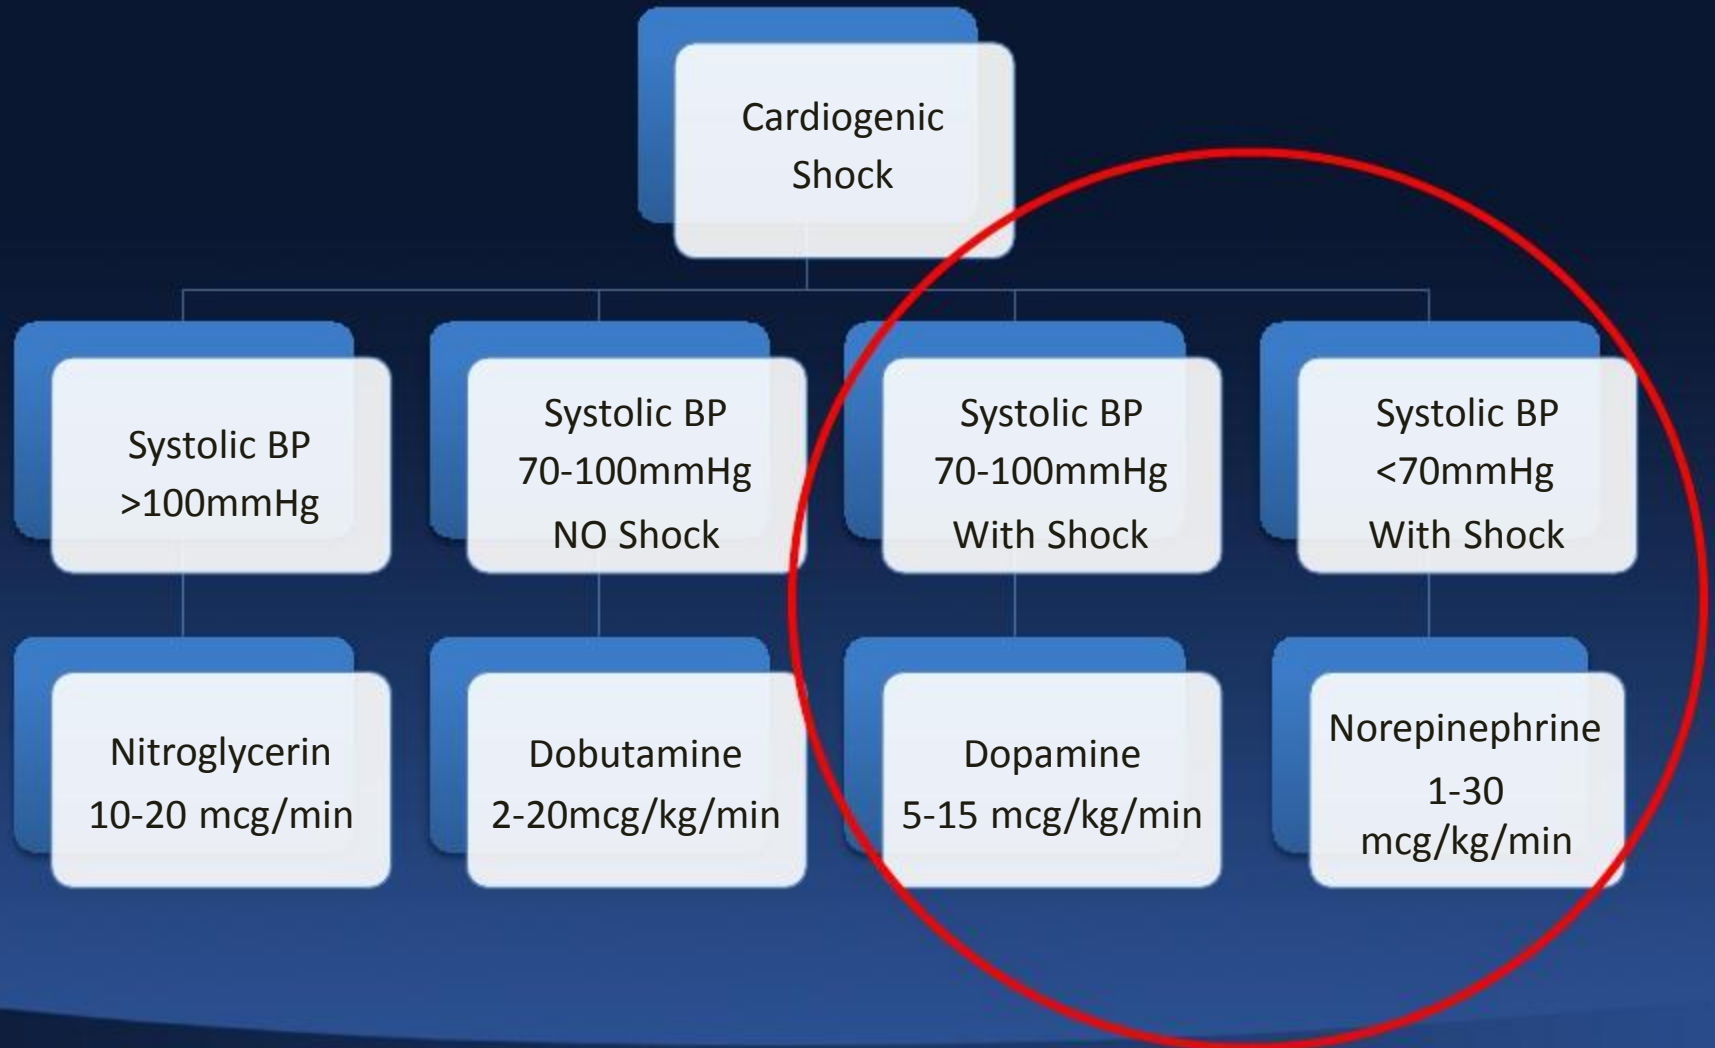 Cardiogenic
Shock
Systolic BP
>100mmHg
Systolic BP
70-100mmHg
NO Shock
Systolic BP
70-100mmHg
With Shock
Systolic BP
<70mmHg
With Shock
Nitroglycerin
10-20 mcg/min
Dobutamine
2-20mcg/kg/min
Dopamine
5-15 mcg/kg/min
Norepinephrine
1-30
mcg/kg/min